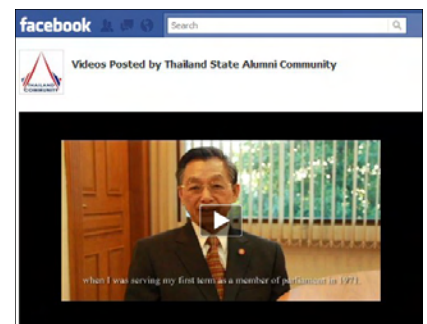 facebook
Search
THAILAND
COMMUNITY
Videos Posted by Thailand State Alumni Community
when I was serving my first term as a member of parliament in 1971.